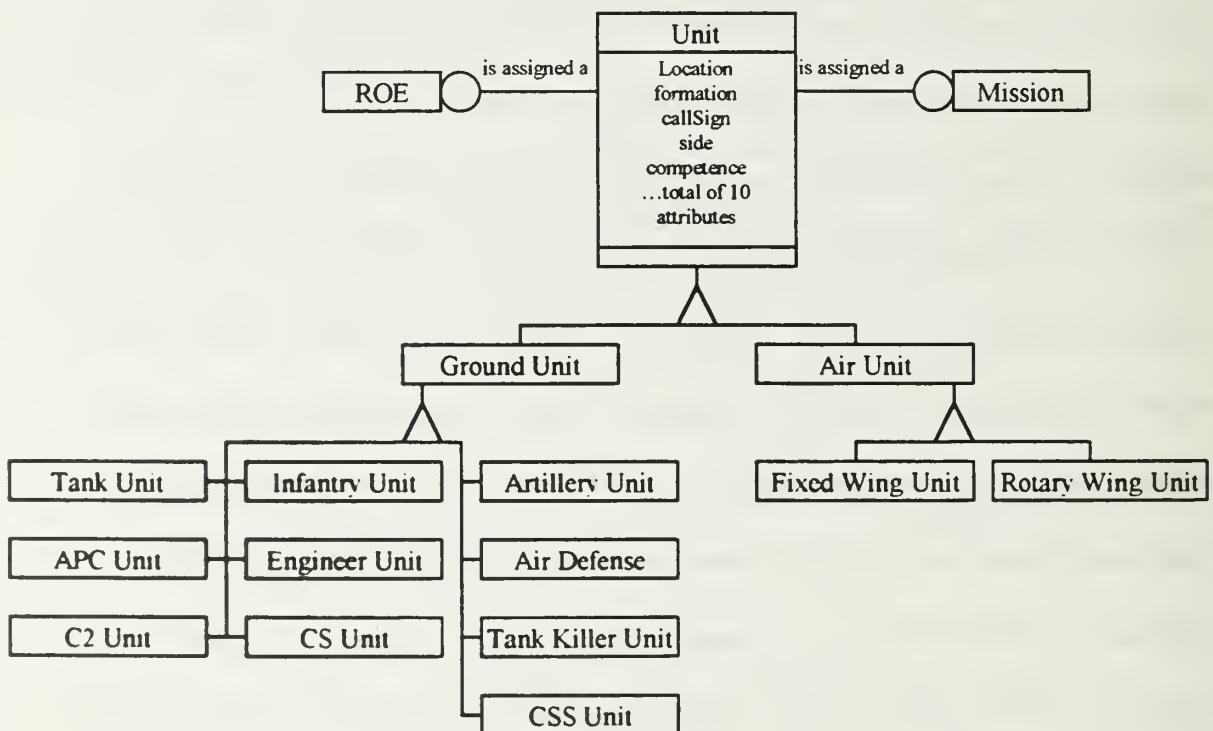 Unit
is assigned a
ROE
Location
formation
callSign
side
competence
...total of 10
attributes
is assigned a
Mission
Ground Unit
Air Unit
Tank Unit
Infantry Unit
Artillery Unit
Fixed Wing Unit
Rotary Wing Unit
APC Unit
Engineer Unit
Air Defense
C2 Unit
CS Unit
Tank Killer Unit
CSS Unit